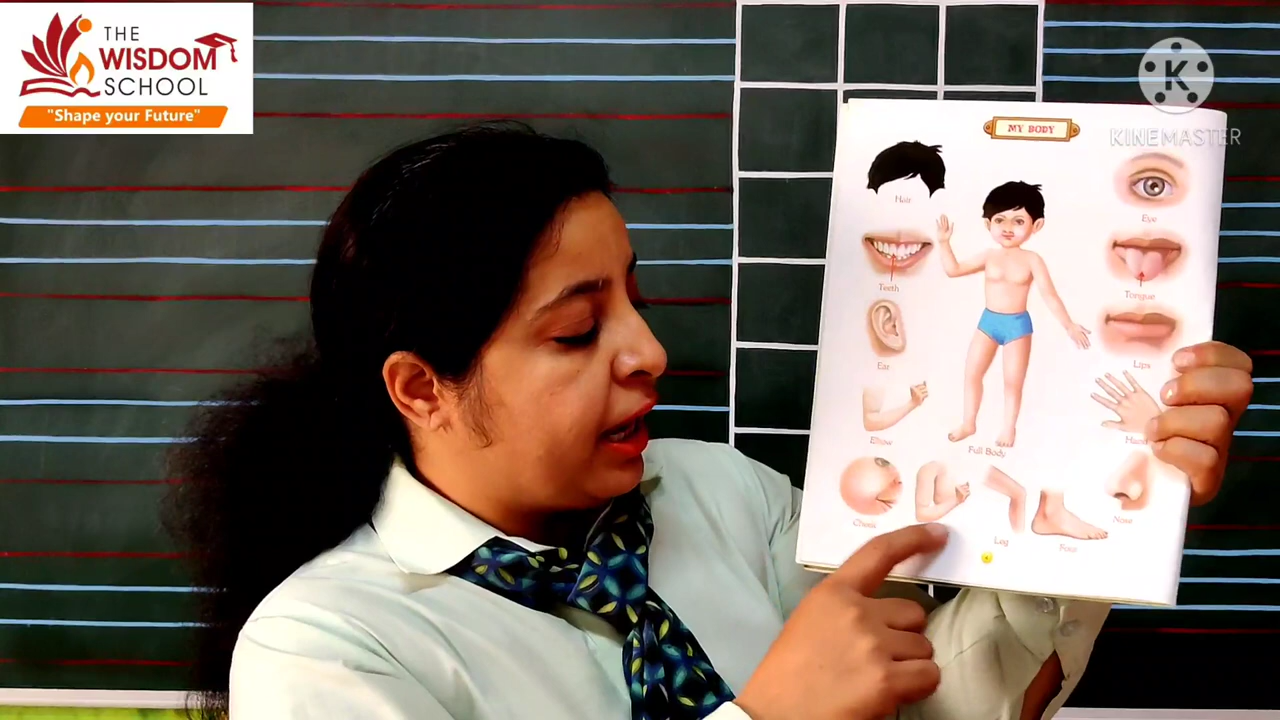 THE
WISDOM
SCHOOL
"Shape your Future"
K
KINEMASTER
MY BODY
Hair
Eye
Teeth
Tongue
Ear
Lips
Elbow
Hand
Full Body
Cheek
Leg
Foot
Nose